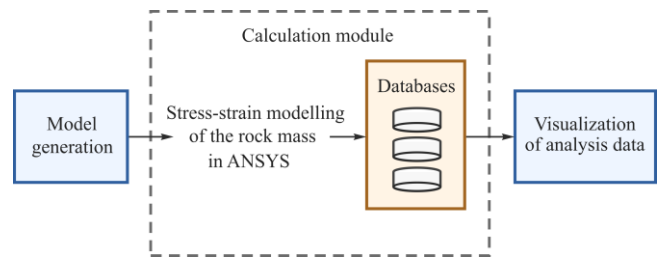 Calculation module
Model
generation
Stress-strain modelling
of the rock mass
in ANSYS
Databases
Visualization
of analysis data